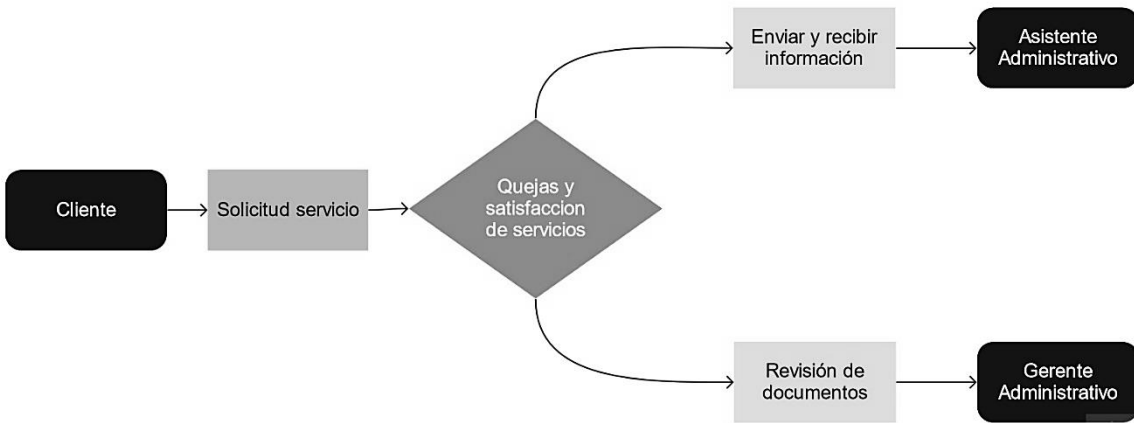 Cliente
Solicitud servicio
Quejas y
satisfaccion
de servicios
Enviar y recibir
información
Asistente
Administrativo
Revisión de
documentos
Gerente
Administrativo